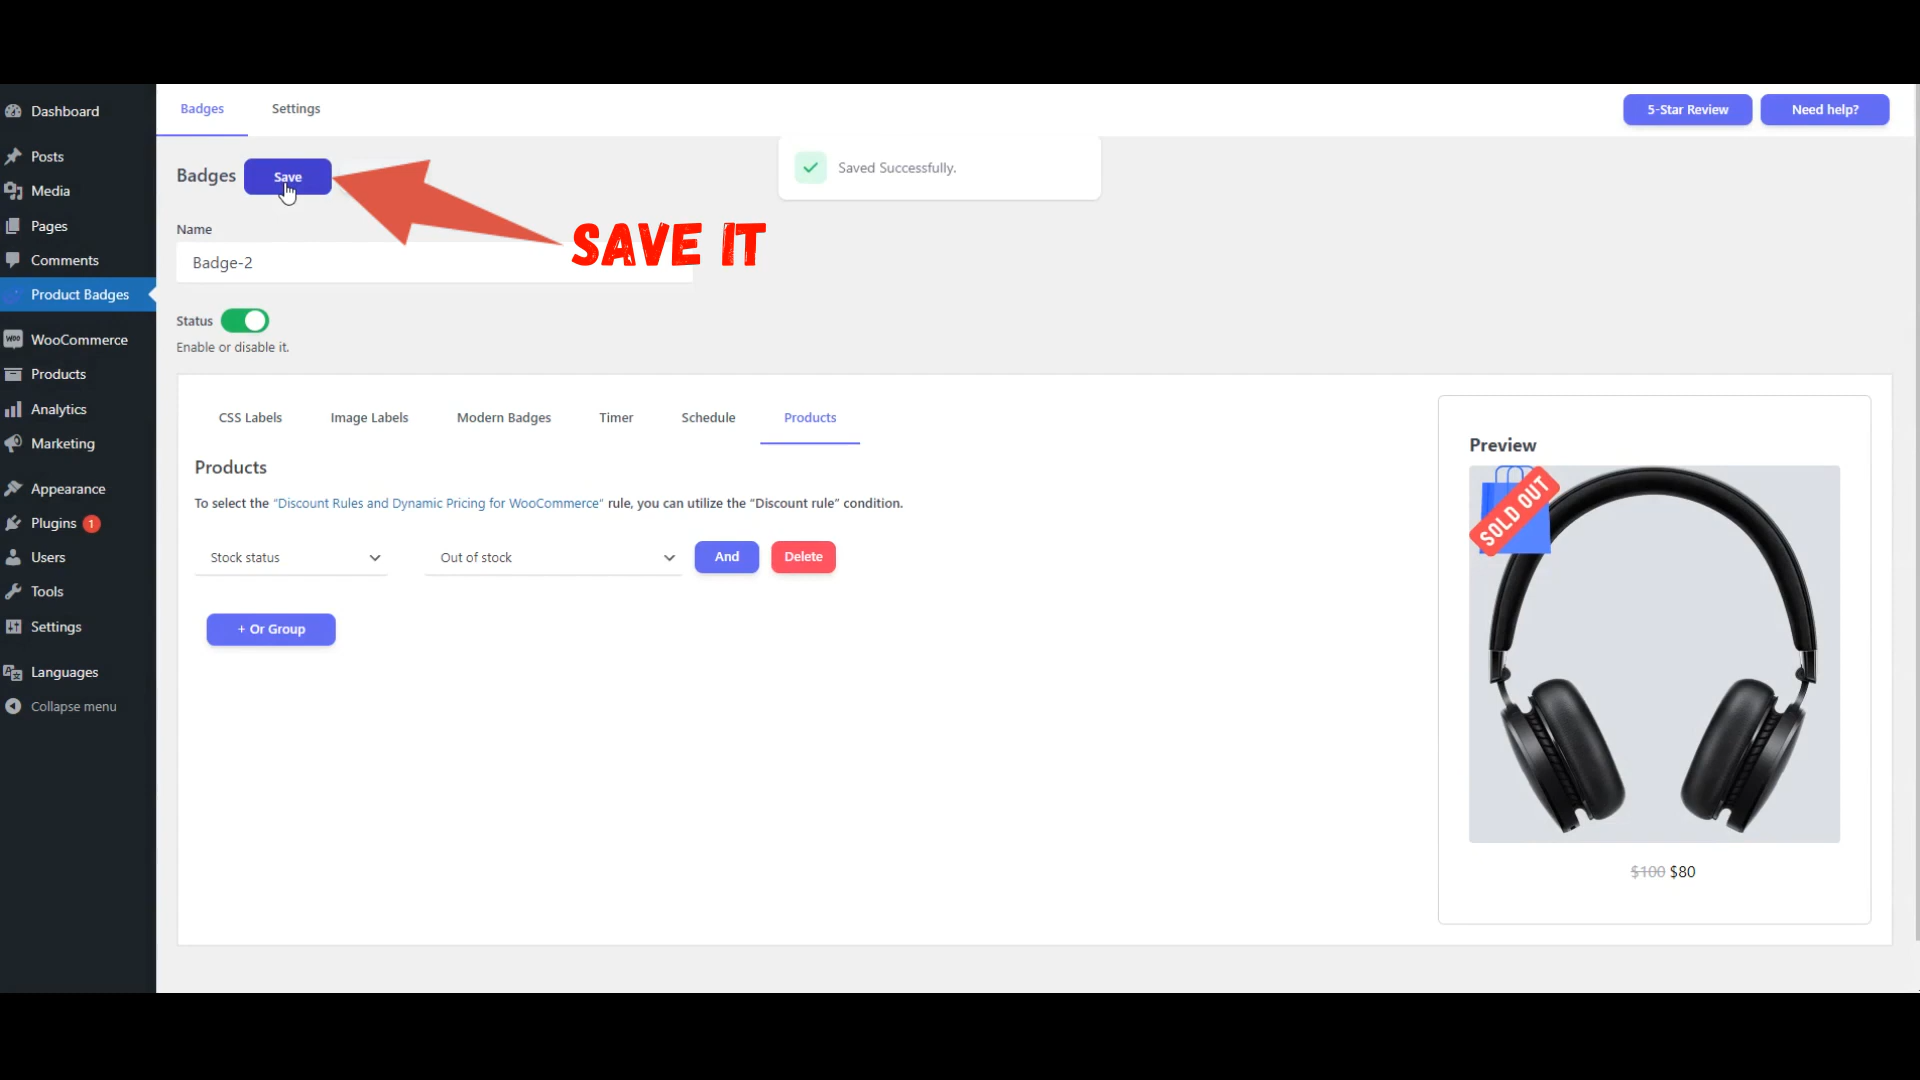 Dashboard
Posts
Media
Pages
Comments
Product Badges
WOO WooCommerce
Products
Analytics
Marketing
Appearance
Plugins 1
Users
Tools
Settings
Languages
Collapse menu
Badges Settings
5-Star Review Need help?
Badges Save
Saved Successfully.
SAVE IT
Name
Badge-2
Status
Enable or disable it.
CSS Labels Image Labels Modern Badges Timer Schedule Products
Products
To select the “Discount Rules and Dynamic Pricing for WooCommerce” rule, you can utilize the “Discount rule” condition.
Stock status Out of stock And Delete
+ Or Group
Preview
SOLD OUT
$100 $80